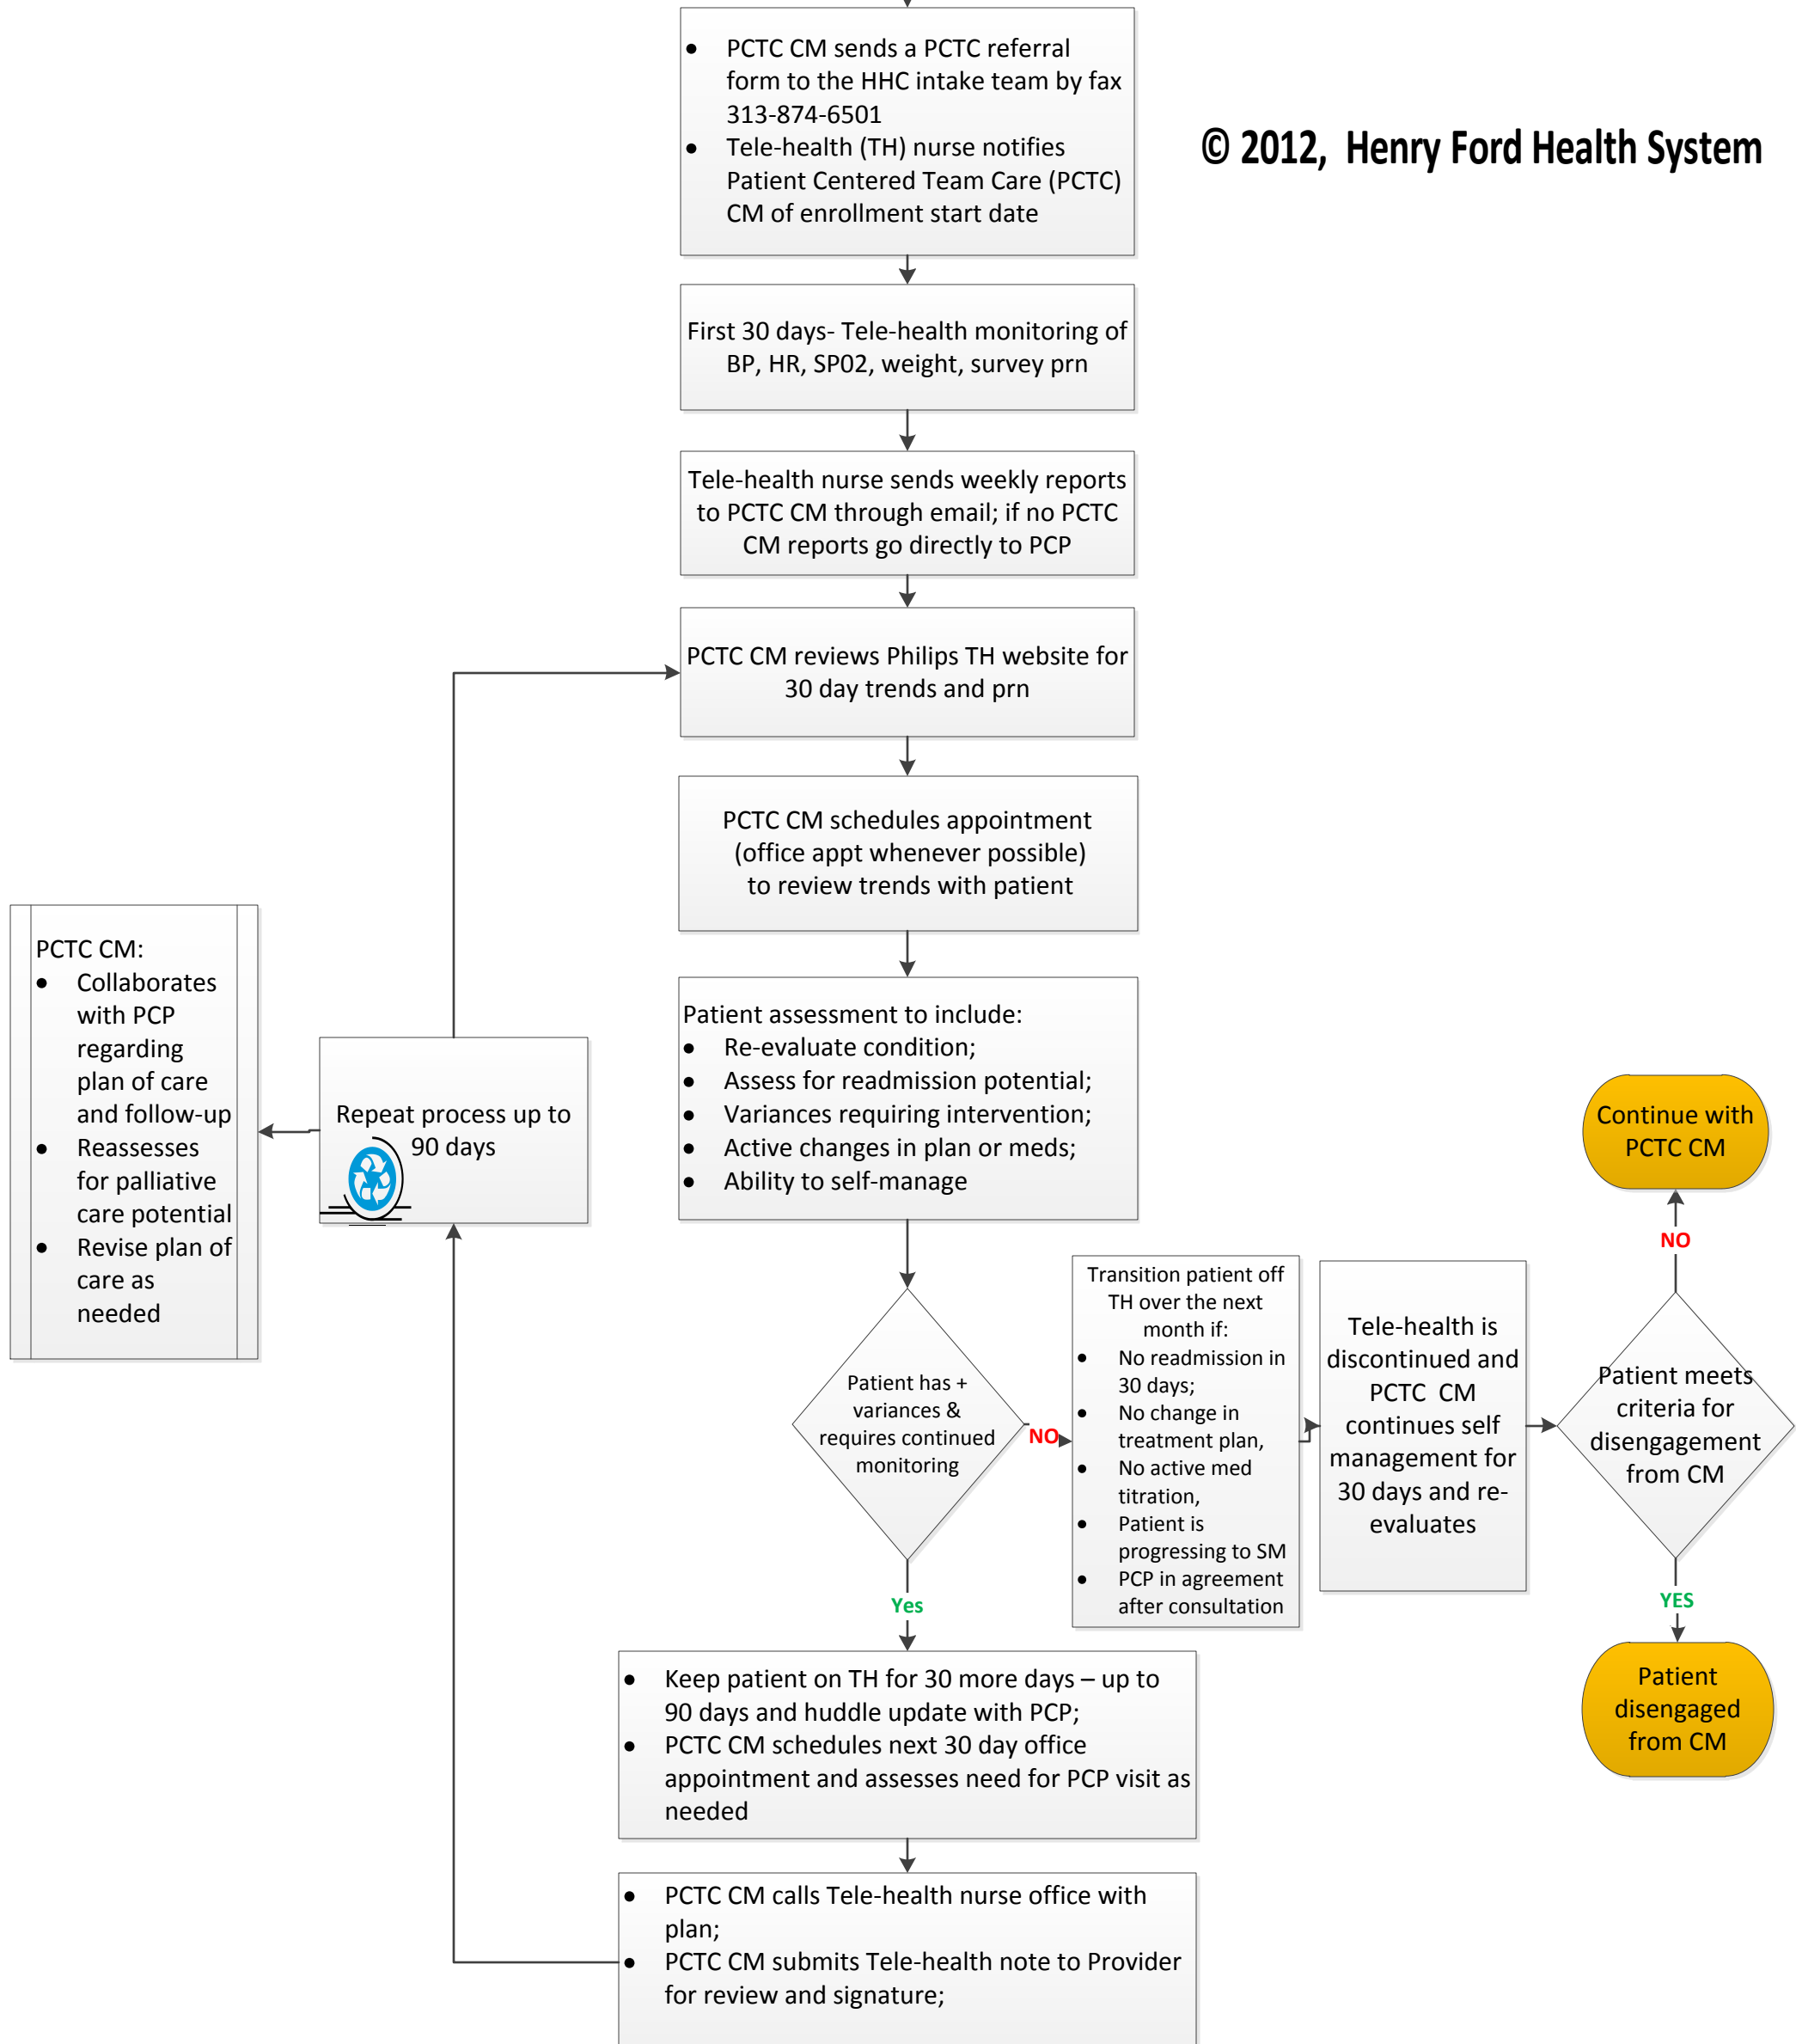 • PCTC CM sends a PCTC referral
form to the HHC intake team by fax
313-874-6501
• Tele-health (TH) nurse notifies
Patient Centered Team Care (PCTC)
CM of enrollment start date
© 2012, Henry Ford Health System
First 30 days- Tele-health monitoring of
BP, HR, SP02, weight, survey prn
Tele-health nurse sends weekly reports
to PCTC CM through email; if no PCTC
CM reports go directly to PCP
PCTC CM reviews Philips TH website for
30 day trends and prn
PCTC CM schedules appointment
(office appt whenever possible)
to review trends with patient
PCTC CM:
• Collaborates
with PCP
regarding
plan of care
and follow-up
• Reassesses
for palliative
care potential
• Revise plan of
care as
needed
Repeat process up to
90 days
Patient assessment to include:
• Re-evaluate condition;
• Assess for readmission potential;
• Variances requiring intervention;
• Active changes in plan or meds;
• Ability to self-manage
Patient has +
variances &
requires continued
monitoring
NO
Transition patient off
TH over the next
month if:
• No readmission in
30 days;
• No change in
treatment plan,
• No active med
titration,
• Patient is
progressing to SM
• PCP in agreement
after consultation
Tele-health is
discontinued and
PCTC CM
continues self
management for
30 days and re-
evaluates
Patient meets
criteria for
disengagement
from CM
NO
Continue with
PCTC CM
YES
Patient
disengaged
from CM
Yes
• Keep patient on TH for 30 more days – up to
90 days and huddle update with PCP;
• PCTC CM schedules next 30 day office
appointment and assesses need for PCP visit as
needed
• PCTC CM calls Tele-health nurse office with
plan;
• PCTC CM submits Tele-health note to Provider
for review and signature;